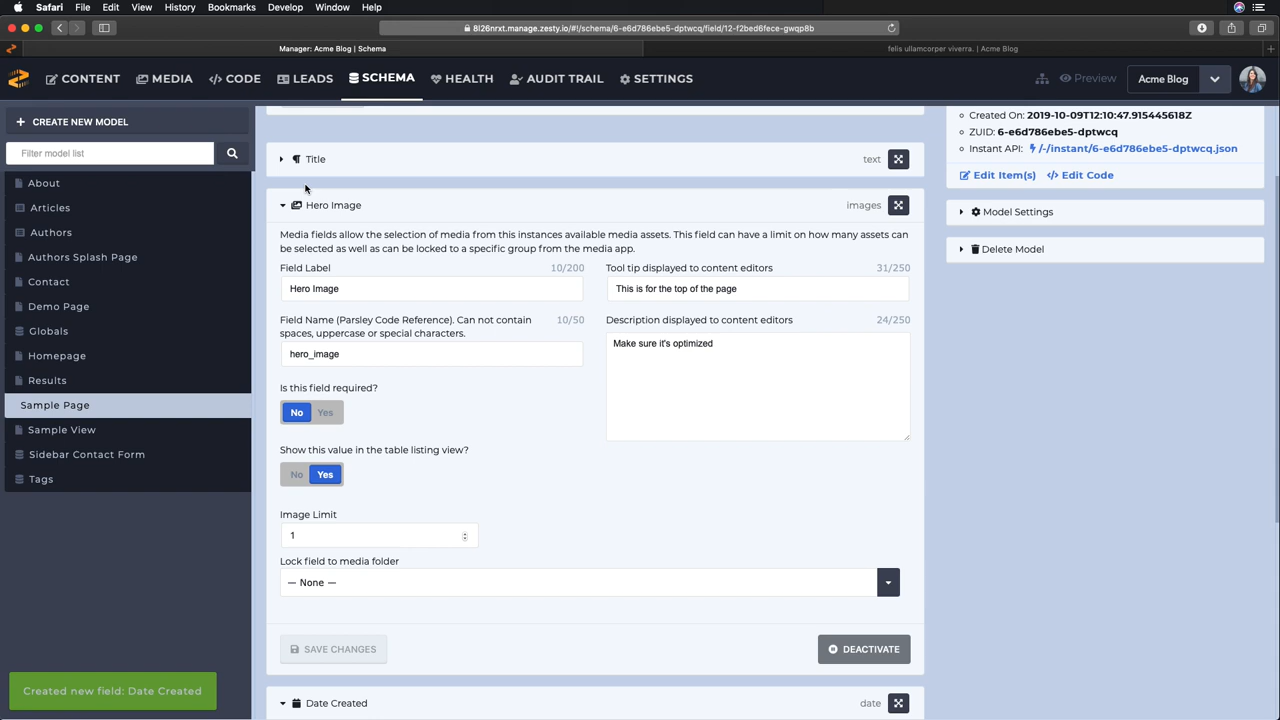 Safari File Edit View History Bookmarks Develop Window Help
8l26nrxt.manage.zesty.io/#!/schema/6-e6d786ebe5-dptwcq/field/12-f2bed6fece-gwqp8b
Manager: Acme Blog | Schema
felis ullamcorper viverra. | Acme Blog
CONTENT MEDIA CODE LEADS SCHEMA HEALTH AUDIT TRAIL SETTINGS Preview Acme Blog
CREATE NEW MODEL
Filter model list
About
Articles
Authors
Authors Splash Page
Contact
Demo Page
Globals
Homepage
Results
Sample Page
Sample View
Sidebar Contact Form
Tags
Created new field: Date Created
Title text
Hero Image images
Media fields allow the selection of media from this instances available media assets. This field can have a limit on how many assets can
be selected as well as can be locked to a specific group from the media app.
Field Label 10/200
Hero Image
Tool tip displayed to content editors 31/250
This is for the top of the page
Field Name (Parsley Code Reference). Can not contain 10/50
spaces, uppercase or special characters.
hero_image
Description displayed to content editors 24/250
Make sure it's optimized
Is this field required?
No Yes
Show this value in the table listing view?
No Yes
Image Limit
1
Lock field to media folder
— None —
SAVE CHANGES
DEACTIVATE
Date Created date
Created On: 2019-10-09T12:10:47.915445618Z
ZUID: 6-e6d786ebe5-dptwcq
Instant API: /-/instant/6-e6d786ebe5-dptwcq.json
Edit Item(s) </> Edit Code
Model Settings
Delete Model